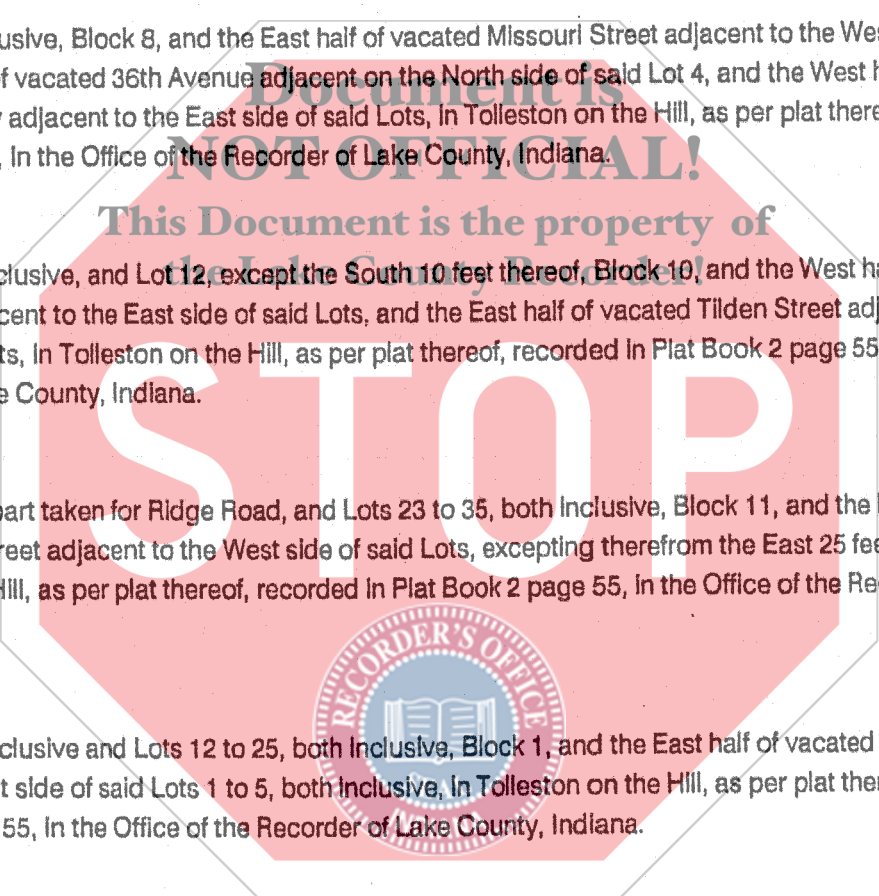 usive, Block 8, and the East half of vacated Missouri Street adjacent to the Wes
f vacated 36th Avenue adjacent on the North side of said Lot 4, and the West h
Document is
adjacent to the East side of said Lots, in Tolleston on the Hill, as per plat there
, in the Office of the Recorder of Lake County, Indiana.
NOT OFFICIAL!
This Document is the property of
the Lake County Recorder!
clusive, and Lot 12, except the South 10 feet thereof, Block 10, and the West ha
cent to the East side of said Lots, and the East half of vacated Tilden Street adj
ts, in Tolleston on the Hill, as per plat thereof, recorded in Plat Book 2 page 55
e County, Indiana.
STOP
part taken for Ridge Road, and Lots 23 to 35, both inclusive, Block 11, and the
reet adjacent to the West side of said Lots, excepting therefrom the East 25 fee
Hill, as per plat thereof, recorded in Plat Book 2 page 55, in the Office of the Re
RECORDER'S OFFICE
clusive and Lots 12 to 25, both inclusive, Block 1, and the East half of vacated
t side of said Lots 1 to 5, both inclusive, in Tolleston on the Hill, as per plat ther
55, in the Office of the Recorder of Lake County, Indiana.